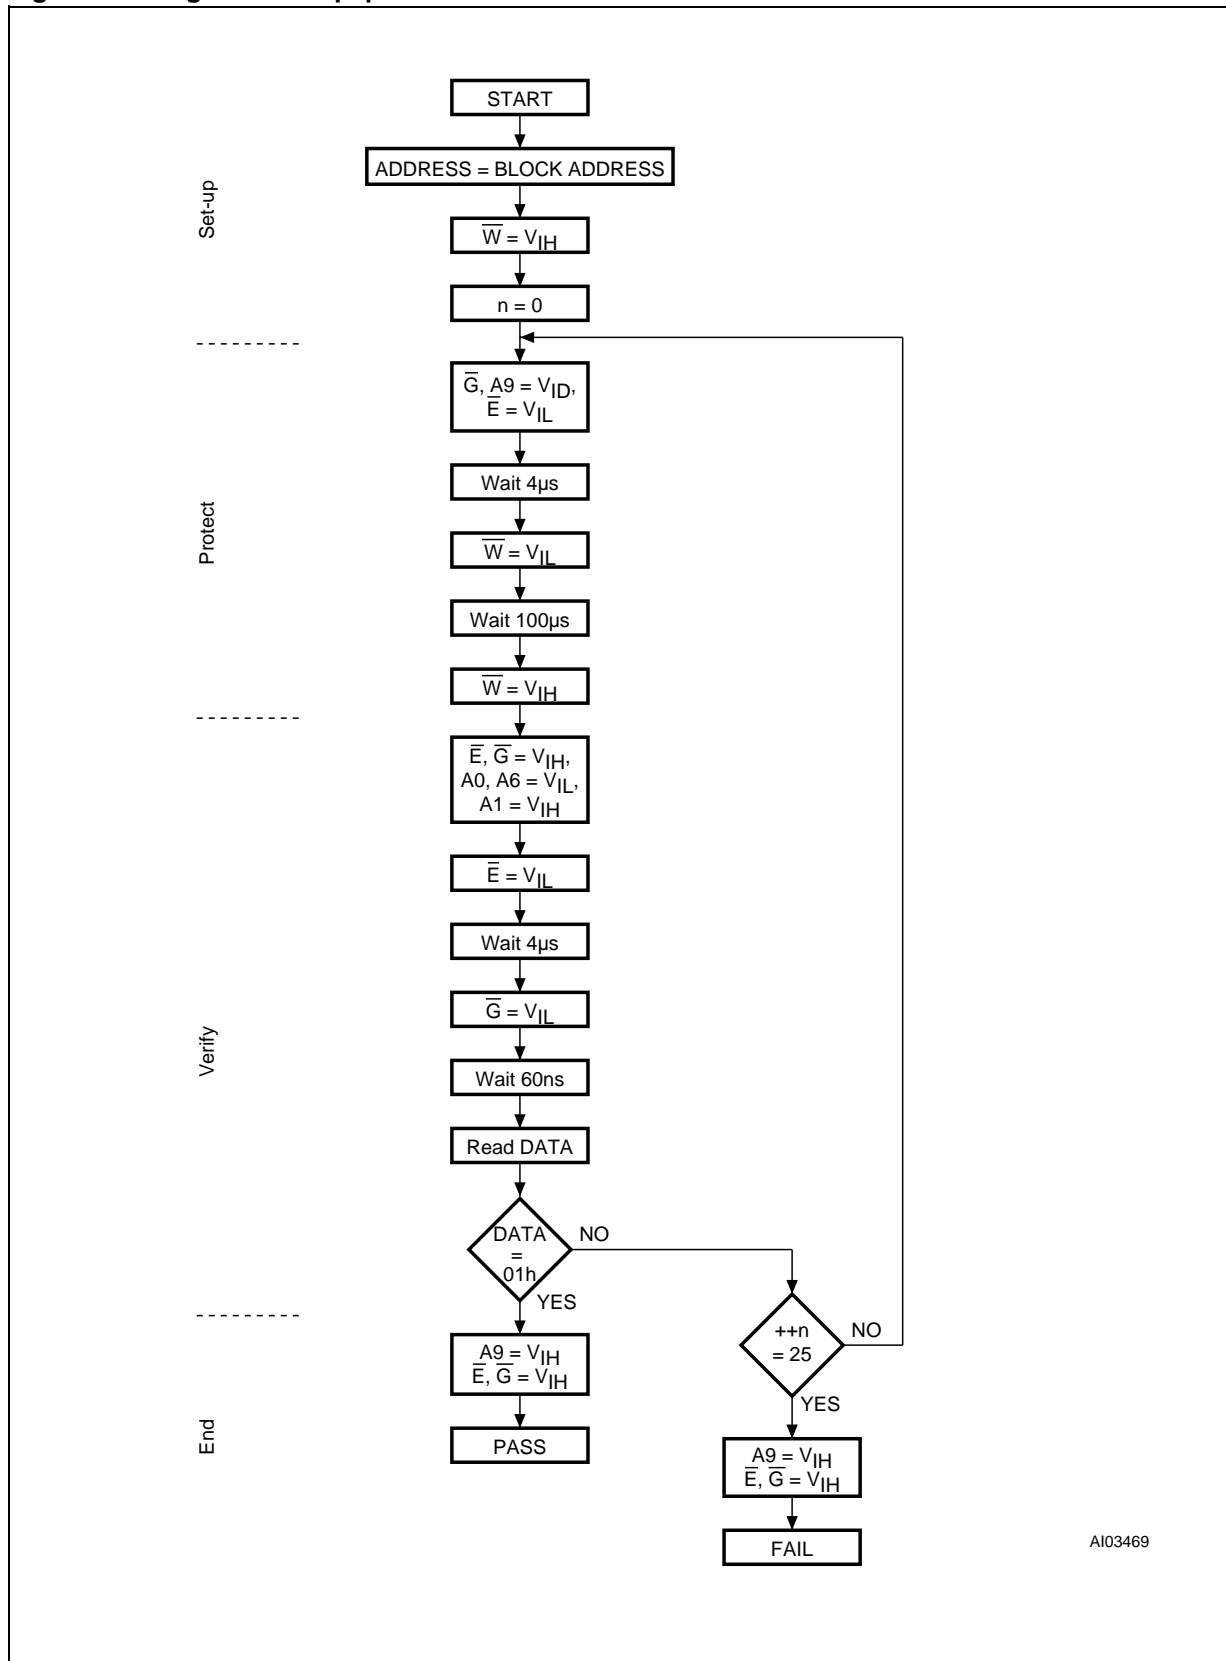 START
ADDRESS = BLOCK ADDRESS
Set-up
W̅ = VIH
n = 0
G̅, A9 = VID,
E̅ = VIL
Wait 4µs
Protect
W̅ = VIL
Wait 100µs
W̅ = VIH
E̅, G̅ = VIH,
A0, A6 = VIL,
A1 = VIH
E̅ = VIL
Wait 4µs
G̅ = VIL
Verify
Wait 60ns
Read DATA
DATA
=
01h
NO
YES
++n
= 25
NO
YES
A9 = VIH
E̅, G̅ = VIH
End
PASS
A9 = VIH
E̅, G̅ = VIH
FAIL
AI03469